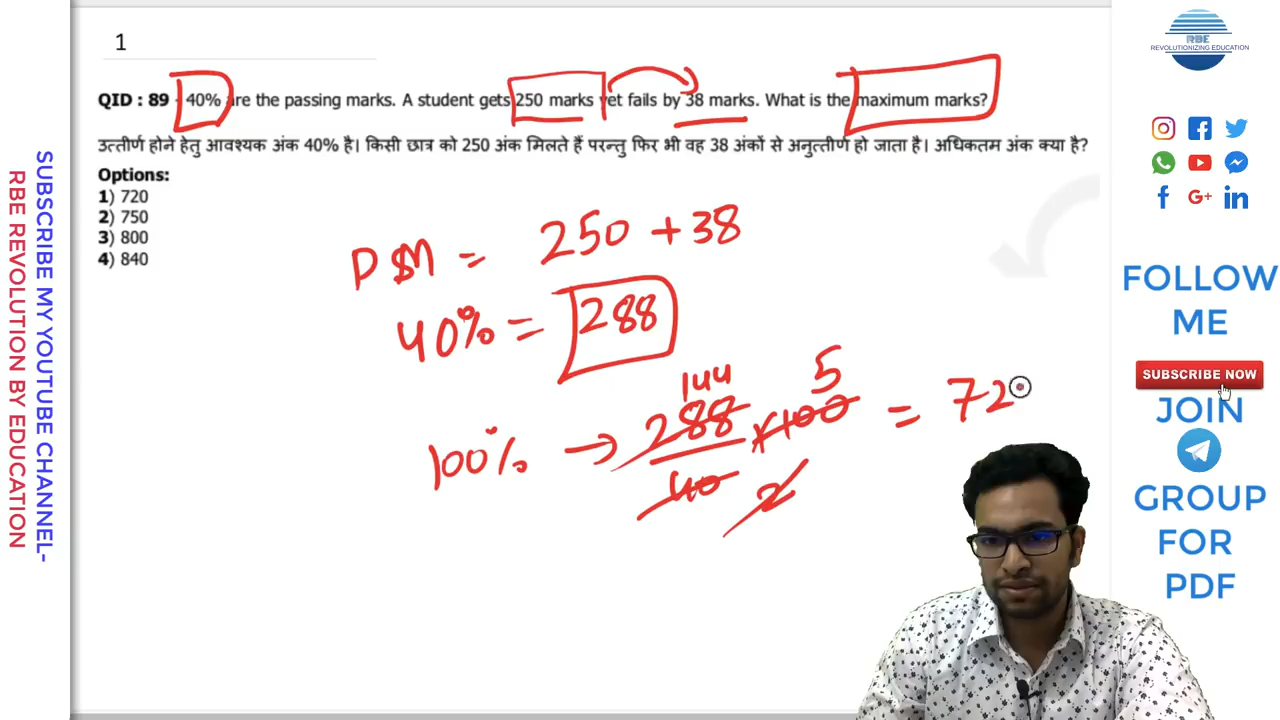 1
QID : 89 - 40% are the passing marks. A student gets 250 marks yet fails by 38 marks. What is the maximum marks?
उत्तीर्ण होने हेतु आवश्यक अंक 40% है। किसी छात्र को 250 अंक मिलते हैं परन्तु फिर भी वह 38 अंकों से अनुत्तीर्ण हो जाता है। अधिकतम अंक क्या है?
Options:
1) 720
2) 750
3) 800
4) 840
PM = 250 + 38
40% = 288
144 5
100% → 288 × 100 = 72
40 2
SUBSCRIBE MY YOUTUBE CHANNEL-
RBE REVOLUTION BY EDUCATION
RBE
REVOLUTIONIZING EDUCATION
FOLLOW
ME
SUBSCRIBE NOW
JOIN
GROUP
FOR
PDF